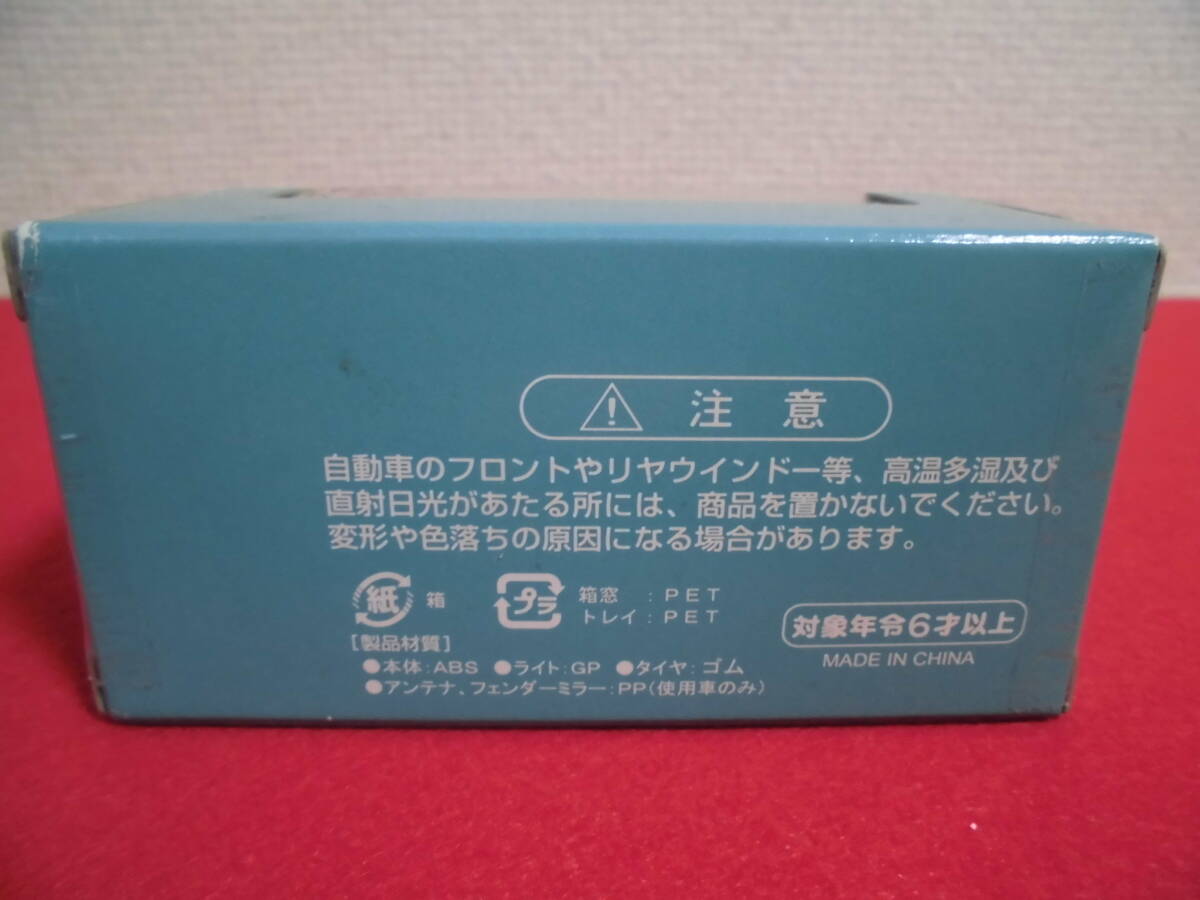 注意
自動車のフロントやリヤウインドー等、高温多湿及び
直射日光があたる所には、商品を置かないでください。
変形や色落ちの原因になる場合があります。
紙 箱
プラ 箱窓 : PET
トレイ : PET
[製品材質]
●本体:ABS ●ライト:GP ●タイヤ:ゴム
●アンテナ、フェンダーミラー:PP(使用車のみ)
対象年令6才以上
MADE IN CHINA